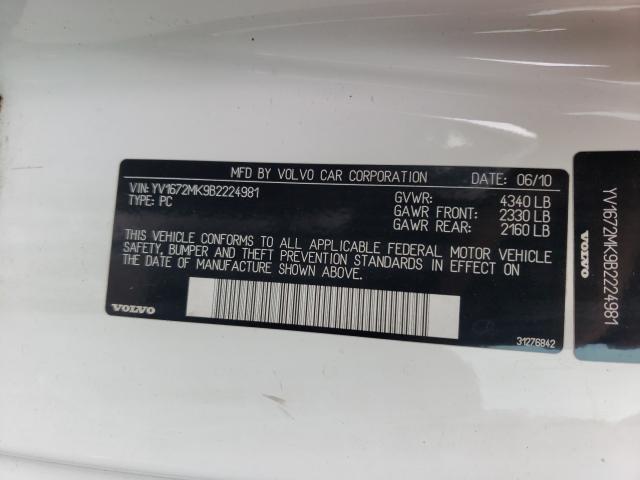 MFD BY VOLVO CAR CORPORATION DATE: 06/10
VIN: YV1672MK9B2224981
TYPE: PC
GVWR: 4340 LB
GAWR FRONT: 2330 LB
GAWR REAR: 2160 LB
THIS VEHICLE CONFORMS TO ALL APPLICABLE FEDERAL MOTOR VEHICLE
SAFETY, BUMPER AND THEFT PREVENTION STANDARDS IN EFFECT ON
THE DATE OF MANUFACTURE SHOWN ABOVE.
VOLVO
31276842
YV1672MK9B2224981
VOLVO